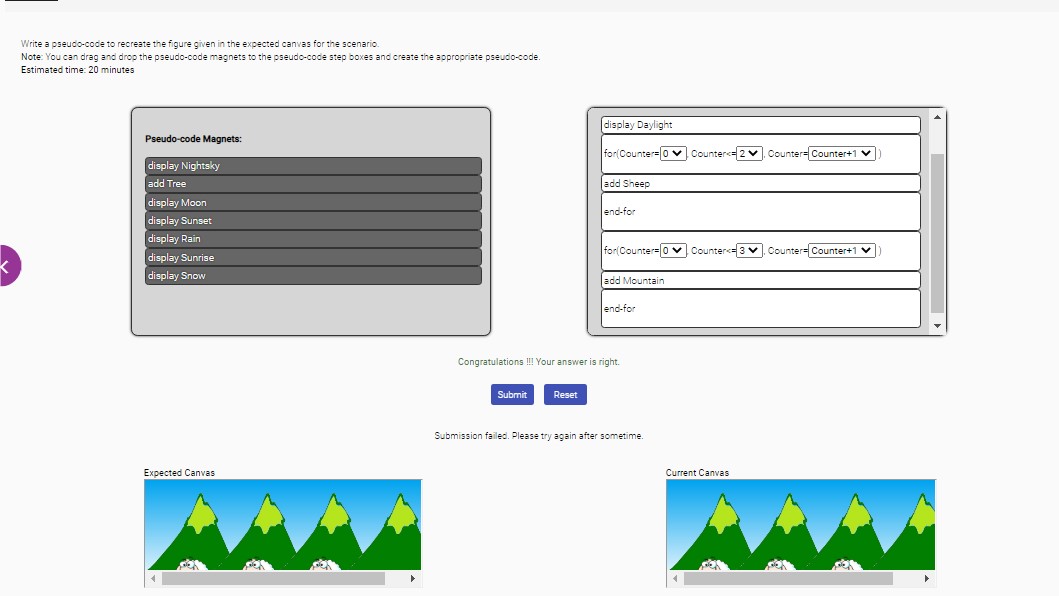 Write a pseudo-code to recreate the figure given in the expected canvas for the scenario.
Note: You can drag and drop the pseudo-code magnets to the pseudo-code step boxes and create the appropriate pseudo-code.
Estimated time: 20 minutes
Pseudo-code Magnets:
display Nightsky
add Tree
display Moon
display Sunset
display Rain
display Sunrise
display Snow
display Daylight
for(Counter= 0 , Counter<= 2 , Counter= Counter+1 )
add Sheep
end-for
for(Counter= 0 , Counter<= 3 , Counter= Counter+1 )
add Mountain
end-for
Congratulations !!! Your answer is right.
Submit Reset
Submission failed. Please try again after sometime.
Expected Canvas
Current Canvas